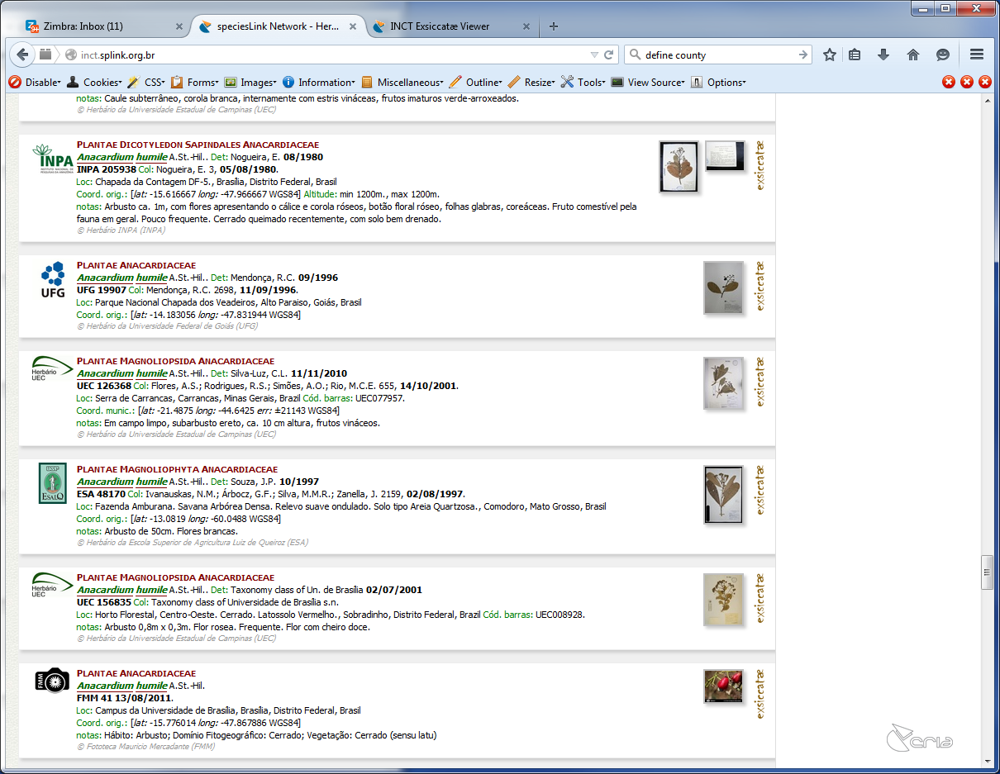 Zimbra: Inbox (11)
speciesLink Network - Her...
INCT Exsiccatæ Viewer
inct.splink.org.br
define county
Disable
Cookies
CSS
Forms
Images
Information
Miscellaneous
Outline
Resize
Tools
View Source
Options
notas: Caule subterrâneo, corola branca, internamente com estris vináceas, frutos imaturos verde-arroxeados.
© Herbário da Universidade Estadual de Campinas (UEC)
INPA
PLANTAE DICOTYLEDON SAPINDALES ANACARDIACEAE
Anacardium humile A.St.-Hil.. Det: Nogueira, E. 08/1980
INPA 205938 Col: Nogueira, E. 3, 05/08/1980.
Loc: Chapada da Contagem DF-5., Brasília, Distrito Federal, Brasil
Coord. orig.: [lat: -15.616667 long: -47.966667 WGS84] Altitude: min 1200m., max 1200m.
notas: Arbusto ca. 1m, com flores apresentando o cálice e corola róseos, botão floral róseo, folhas glabras, coreáceas. Fruto comestível pela
fauna em geral. Pouco frequente. Cerrado queimado recentemente, com solo bem drenado.
© Herbário INPA (INPA)
exsiccatæ
UFG
PLANTAE ANACARDIACEAE
Anacardium humile A.St.-Hil.. Det: Mendonça, R.C. 09/1996
UFG 19907 Col: Mendonça, R.C. 2698, 11/09/1996.
Loc: Parque Nacional Chapada dos Veadeiros, Alto Paraiso, Goiás, Brasil
Coord. orig.: [lat: -14.183056 long: -47.831944 WGS84]
© Herbário da Universidade Federal de Goiás (UFG)
exsiccatæ
Herbário
UEC
PLANTAE MAGNOLIOPSIDA ANACARDIACEAE
Anacardium humile A.St.-Hil.. Det: Silva-Luz, C.L. 11/11/2010
UEC 126368 Col: Flores, A.S.; Rodrigues, R.S.; Simões, A.O.; Rio, M.C.E. 655, 14/10/2001.
Loc: Serra de Carrancas, Carrancas, Minas Gerais, Brazil Cód. barras: UEC077957.
Coord. munic.: [lat: -21.4875 long: -44.6425 err: ±21143 WGS84]
notas: Em campo limpo, subarbusto ereto, ca. 10 cm altura, frutos vináceos.
© Herbário da Universidade Estadual de Campinas (UEC)
exsiccatæ
ESALQ
PLANTAE MAGNOLIOPHYTA ANACARDIACEAE
Anacardium humile A.St.-Hil.. Det: Souza, J.P. 10/1997
ESA 48170 Col: Ivanauskas, N.M.; Árbocz, G.F.; Silva, M.M.R.; Zanella, J. 2159, 02/08/1997.
Loc: Fazenda Amburana. Savana Arbórea Densa. Relevo suave ondulado. Solo tipo Areia Quartzosa., Comodoro, Mato Grosso, Brasil
Coord. orig.: [lat: -13.0819 long: -60.0488 WGS84]
notas: Arbusto de 50cm. Flores brancas.
© Herbário da Escola Superior de Agricultura Luiz de Queiroz (ESA)
exsiccatæ
Herbário
UEC
PLANTAE MAGNOLIOPSIDA ANACARDIACEAE
Anacardium humile A.St.-Hil.. Det: Taxonomy class of Un. de Brasília 02/07/2001
UEC 156835 Col: Taxonomy class of Universidade de Brasília s.n.
Loc: Horto Florestal, Centro-Oeste. Cerrado. Latossolo Vermelho., Sobradinho, Distrito Federal, Brazil Cód. barras: UEC008928.
notas: Arbusto 0,8m x 0,3m. Flor rosea. Frequente. Flor com cheiro doce.
© Herbário da Universidade Estadual de Campinas (UEC)
exsiccatæ
FMM
PLANTAE ANACARDIACEAE
Anacardium humile A.St.-Hil.
FMM 41 13/08/2011.
Loc: Campus da Universidade de Brasília, Brasília, Distrito Federal, Brasil
Coord. orig.: [lat: -15.776014 long: -47.867886 WGS84]
notas: Hábito: Arbusto; Domínio Fitogeográfico: Cerrado; Vegetação: Cerrado (sensu latu)
© Fototeca Mauricio Mercadante (FMM)
exsiccatæ
cria